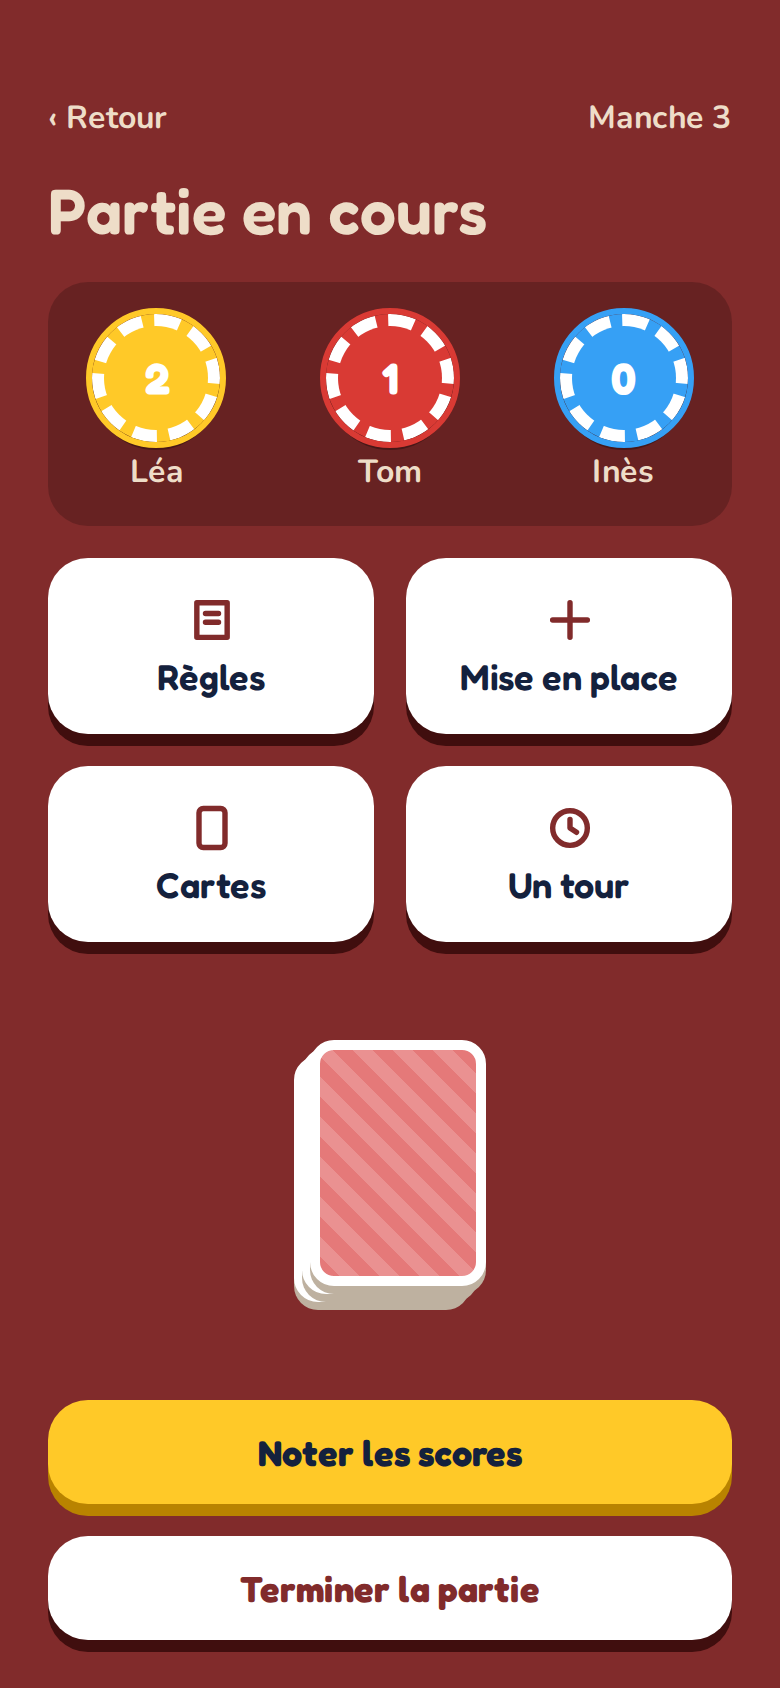 ‹ Retour
Manche 3
Partie en cours
2
1
0
Léa
Tom
Inès
Règles
Mise en place
Cartes
Un tour
Noter les scores
Terminer la partie